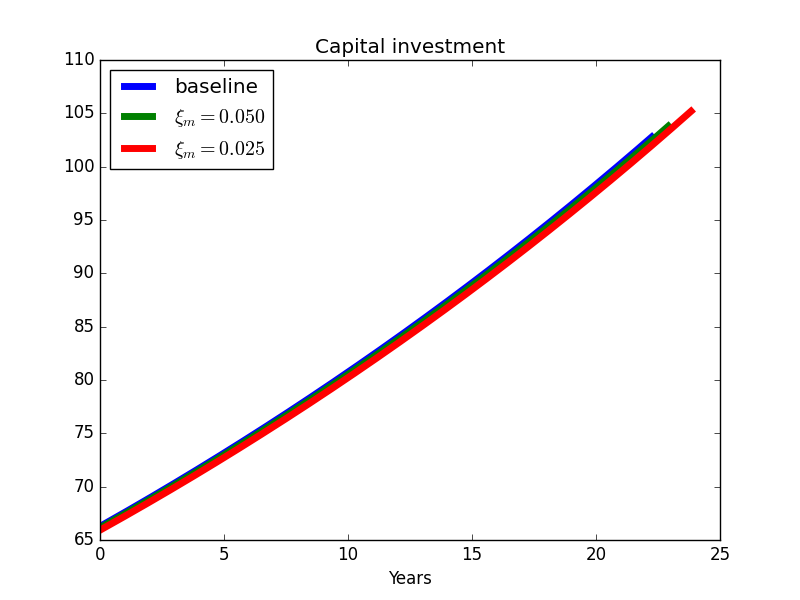 Capital investment
110
105
100
95
90
85
80
75
70
65
baseline
ξₘ = 0.050
ξₘ = 0.025
0 5 10 15 20 25
Years